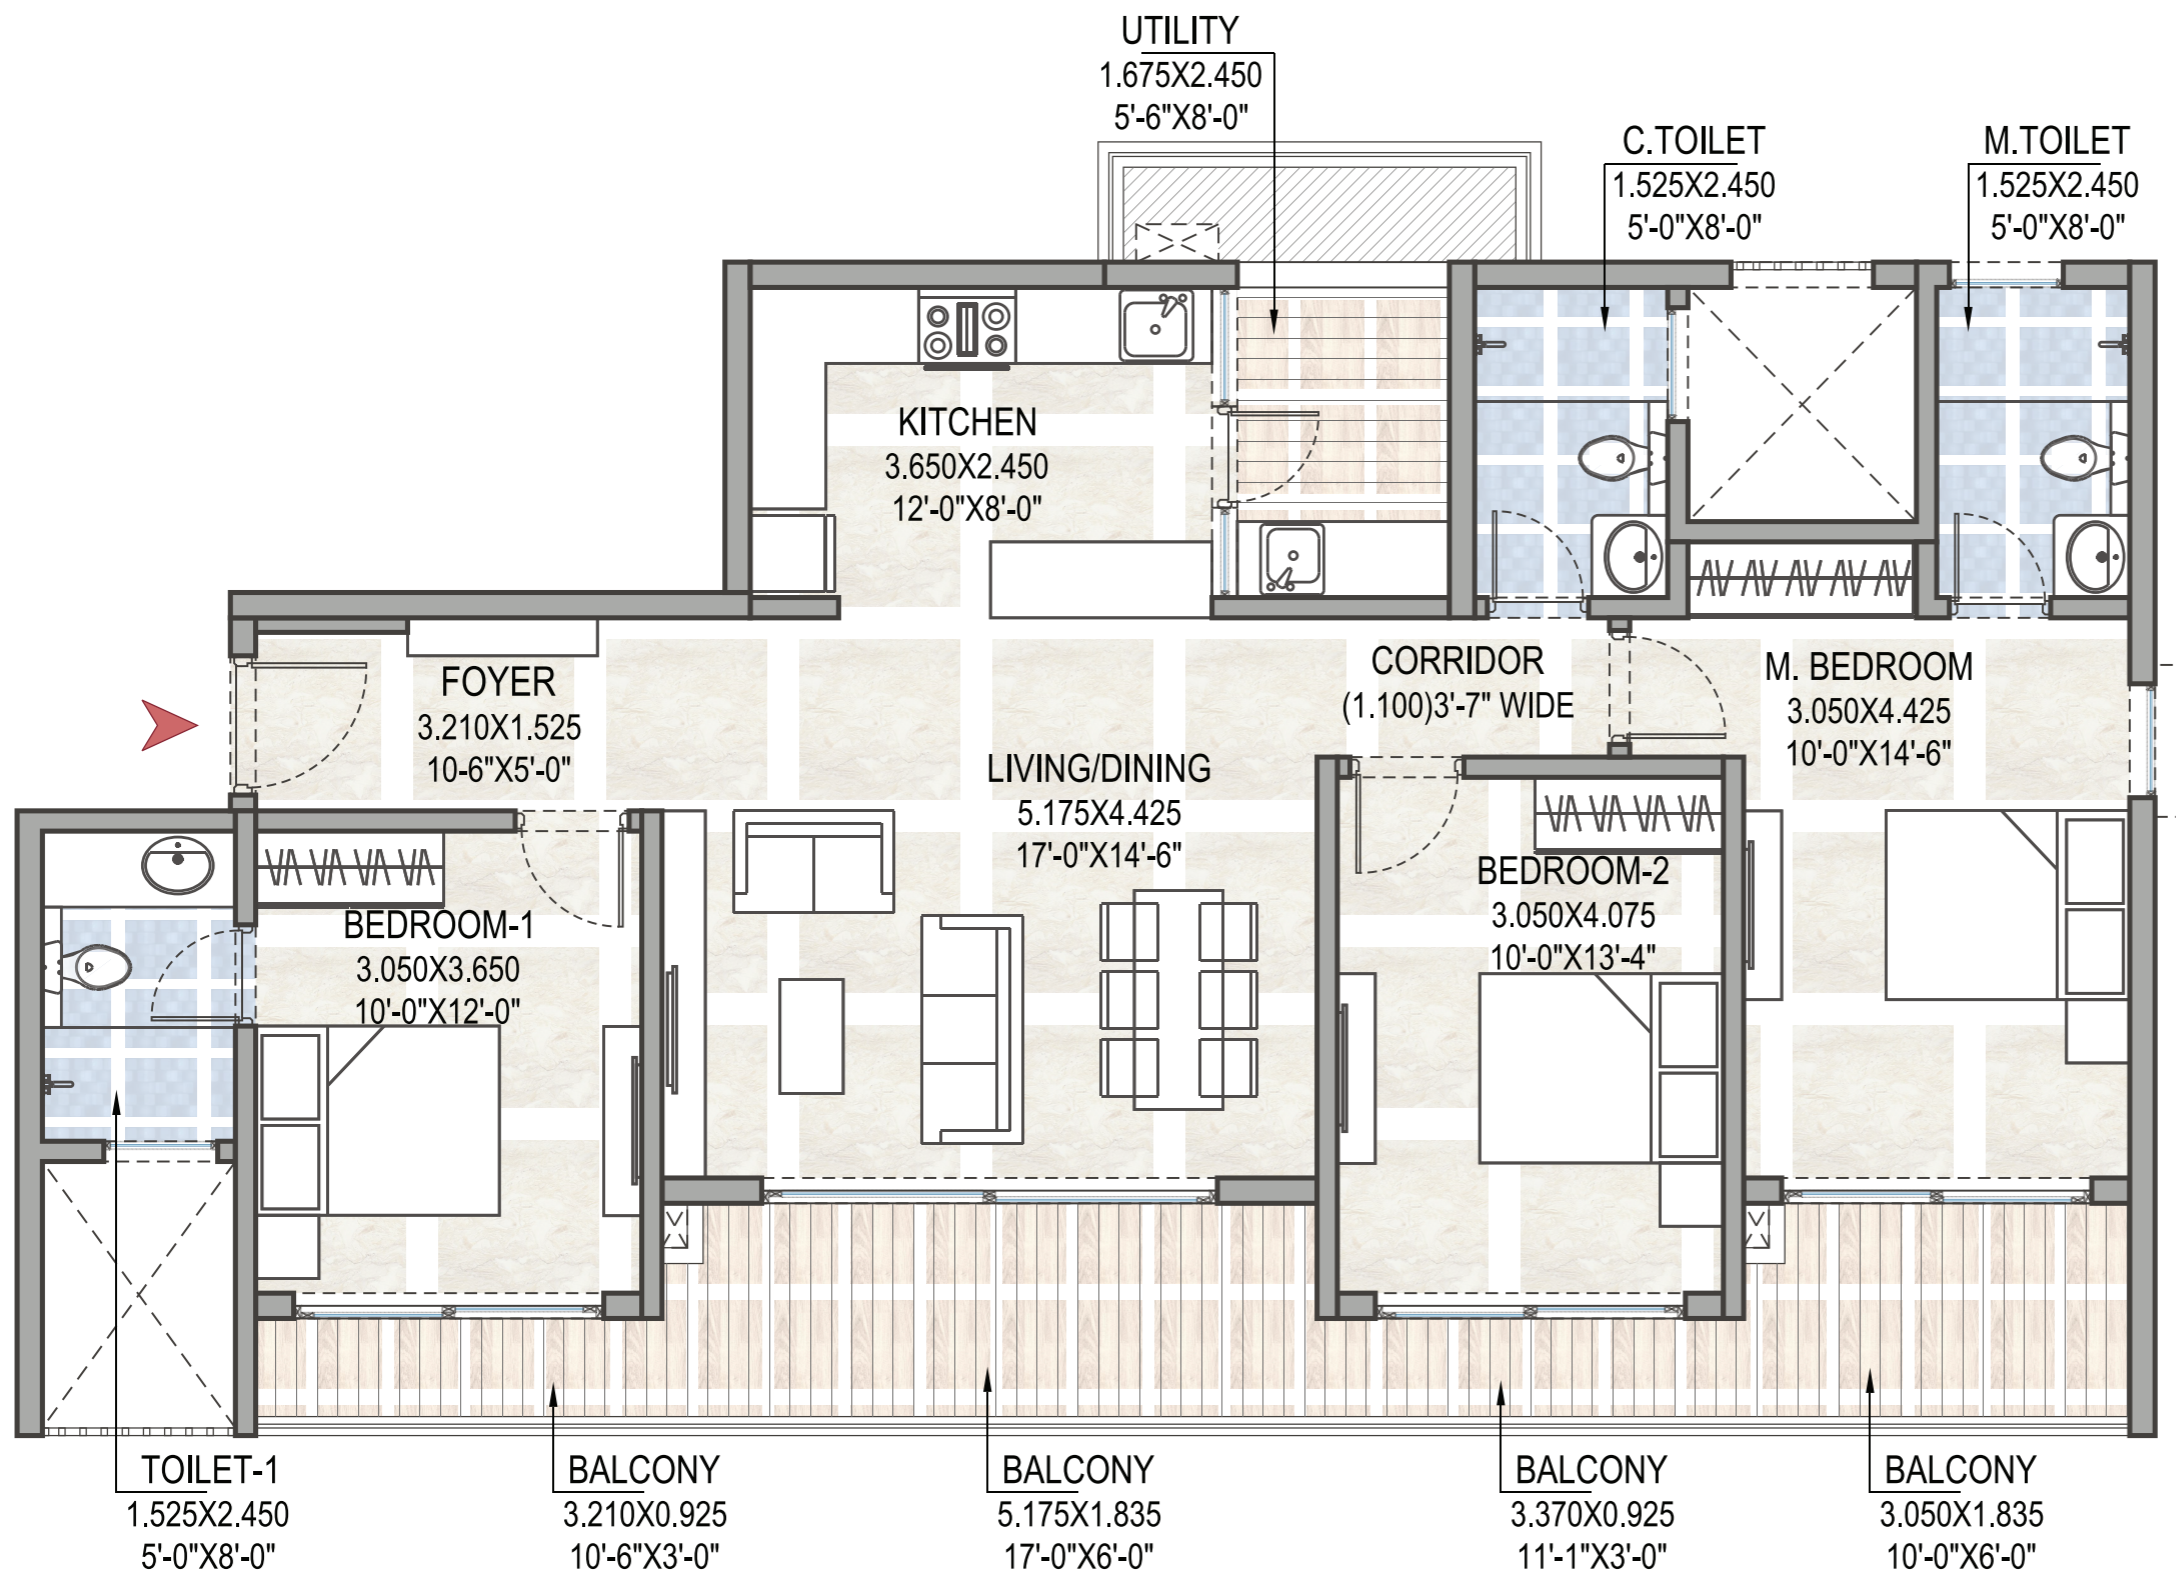 UTILITY
1.675X2.450
5'-6"X8'-0"
C.TOILET
1.525X2.450
5'-0"X8'-0"
M.TOILET
1.525X2.450
5'-0"X8'-0"
KITCHEN
3.650X2.450
12'-0"X8'-0"
FOYER
3.210X1.525
10-6"X5'-0"
CORRIDOR
(1.100)3'-7" WIDE
M. BEDROOM
3.050X4.425
10'-0"X14'-6"
LIVING/DINING
5.175X4.425
17'-0"X14'-6"
BEDROOM-2
3.050X4.075
10'-0"X13'-4"
BEDROOM-1
3.050X3.650
10'-0"X12'-0"
TOILET-1
1.525X2.450
5'-0"X8'-0"
BALCONY
3.210X0.925
10'-6"X3'-0"
BALCONY
5.175X1.835
17'-0"X6'-0"
BALCONY
3.370X0.925
11'-1"X3'-0"
BALCONY
3.050X1.835
10'-0"X6'-0"